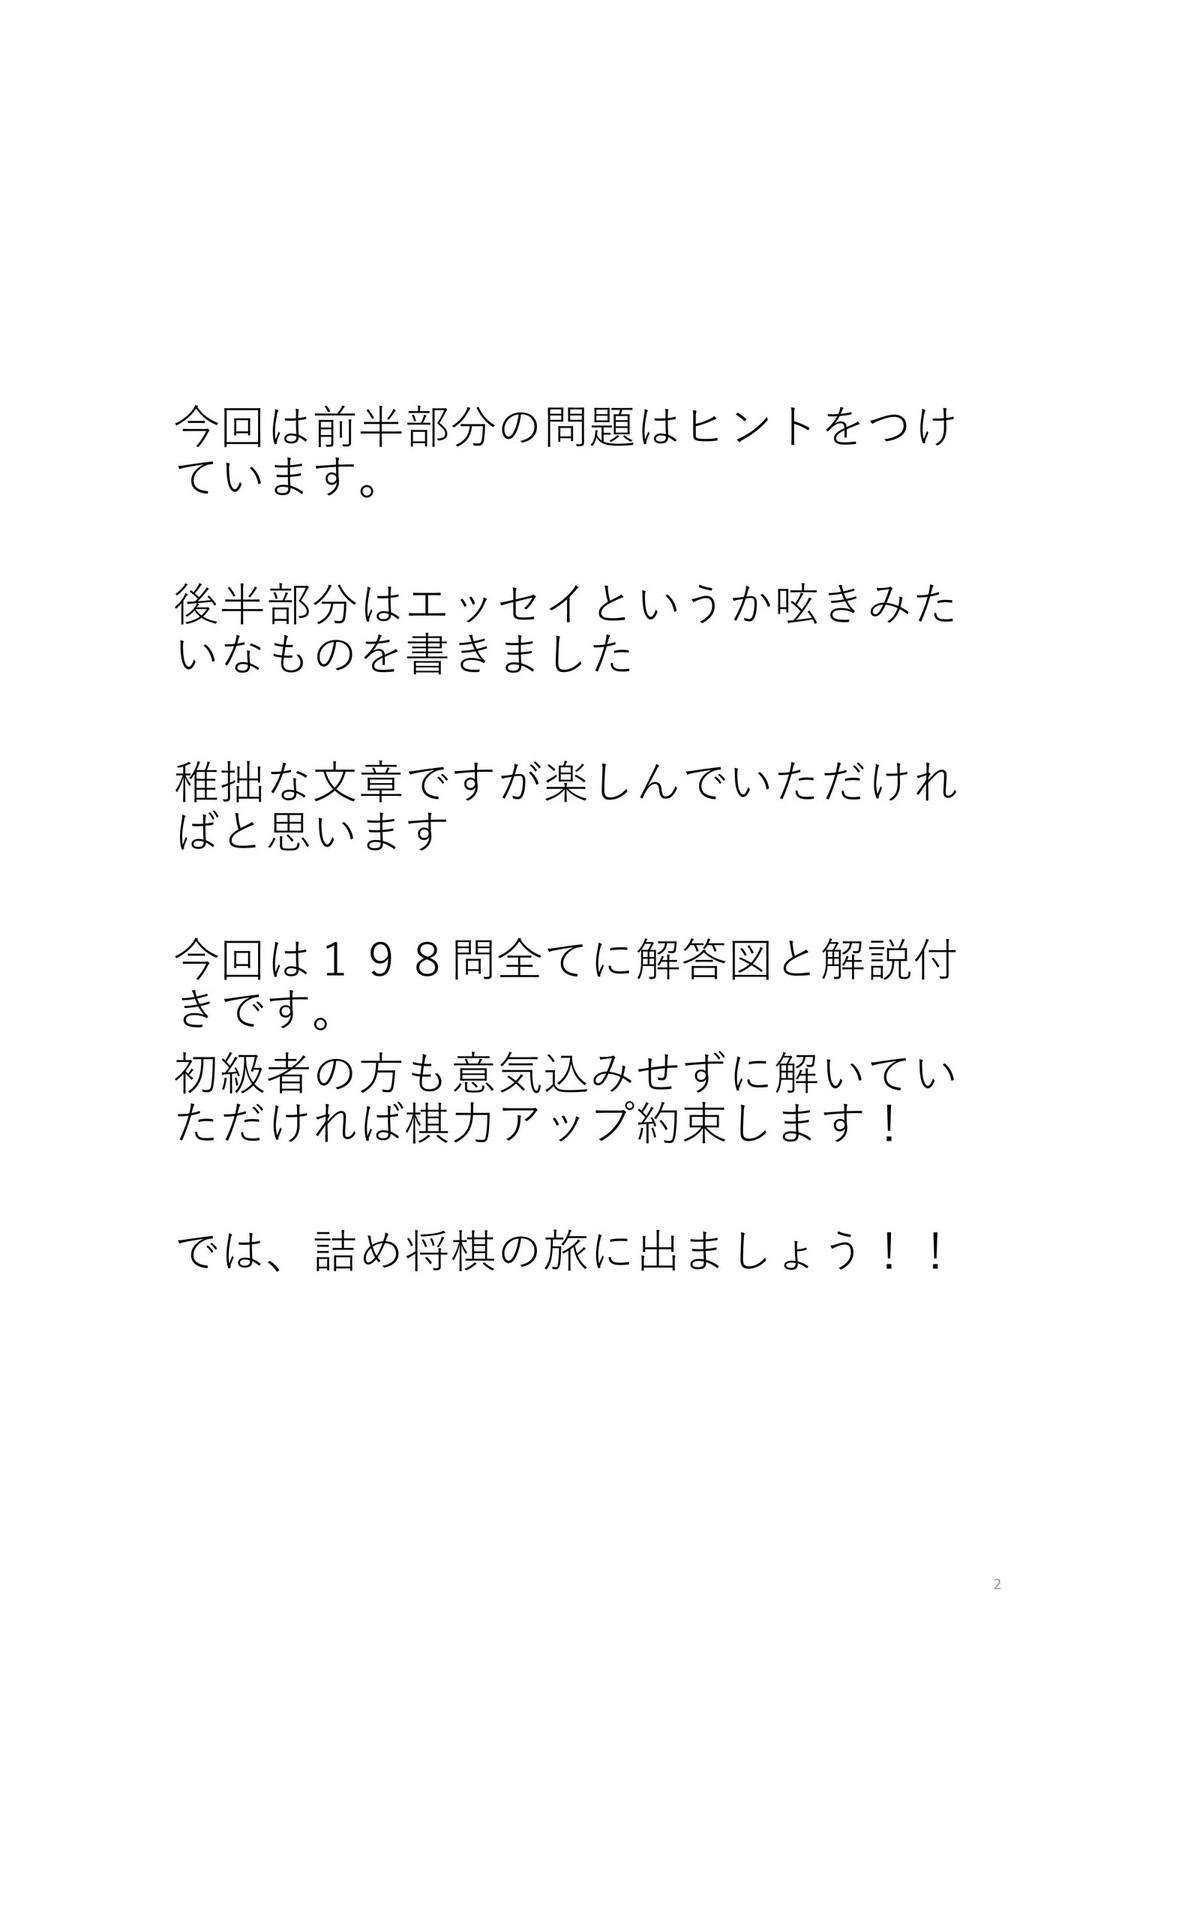 今回は前半部分の問題はヒントをつけ
ています。
後半部分はエッセイというか呟きみた
いなものを書きました
稚拙な文章ですが楽しんでいただけれ
ばと思います
今回は１９８問全てに解答図と解説付
きです。
初級者の方も意気込みせずに解いてい
ただければ棋力アップ約束します！
では、詰め将棋の旅に出ましょう！！
2